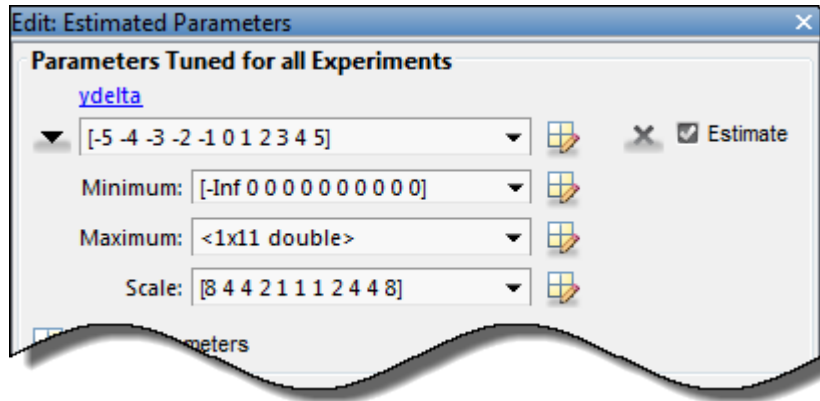 Edit: Estimated Parameters
Parameters Tuned for all Experiments
ydelta
[-5 -4 -3 -2 -1 0 1 2 3 4 5] Estimate
Minimum: [-Inf 0 0 0 0 0 0 0 0 0 0]
Maximum: <1x11 double>
Scale: [8 4 4 2 1 1 1 2 4 4 8]